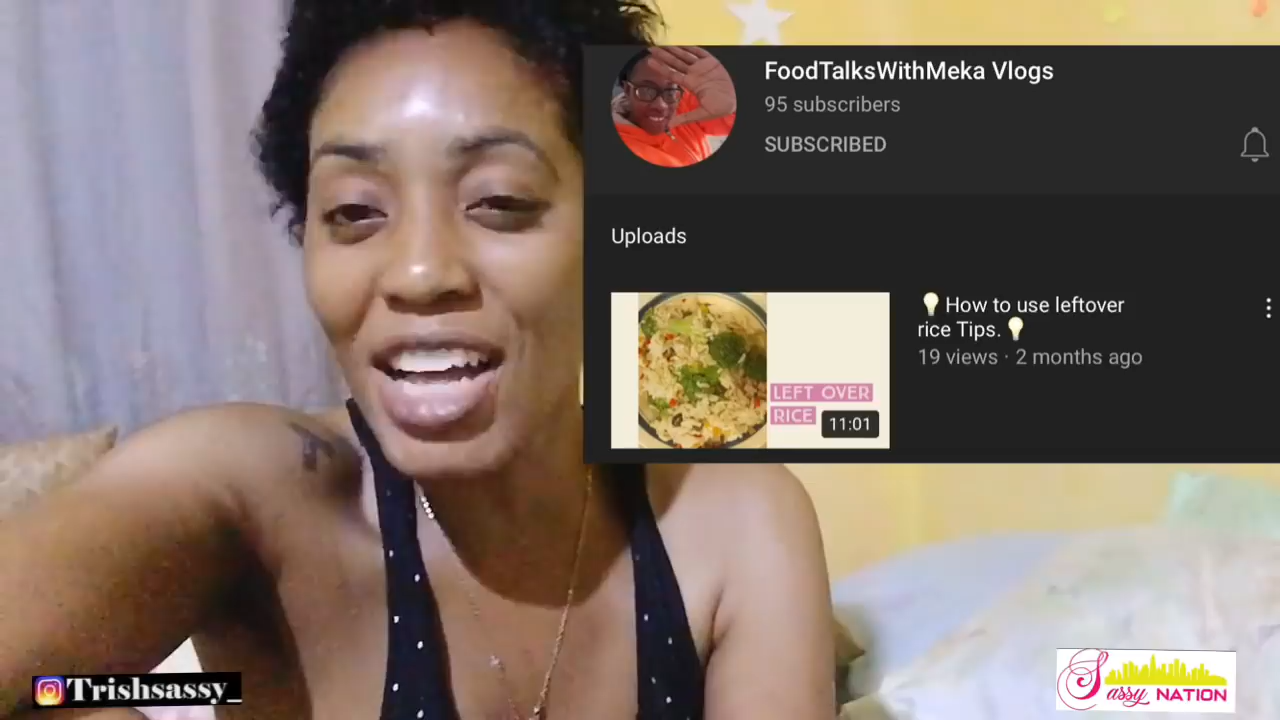 FoodTalksWithMeka Vlogs
95 subscribers
SUBSCRIBED
Uploads
💡How to use leftover
rice Tips.💡
19 views · 2 months ago
LEFT OVER
RICE
11:01
Trishsassy_
Sassy NATION